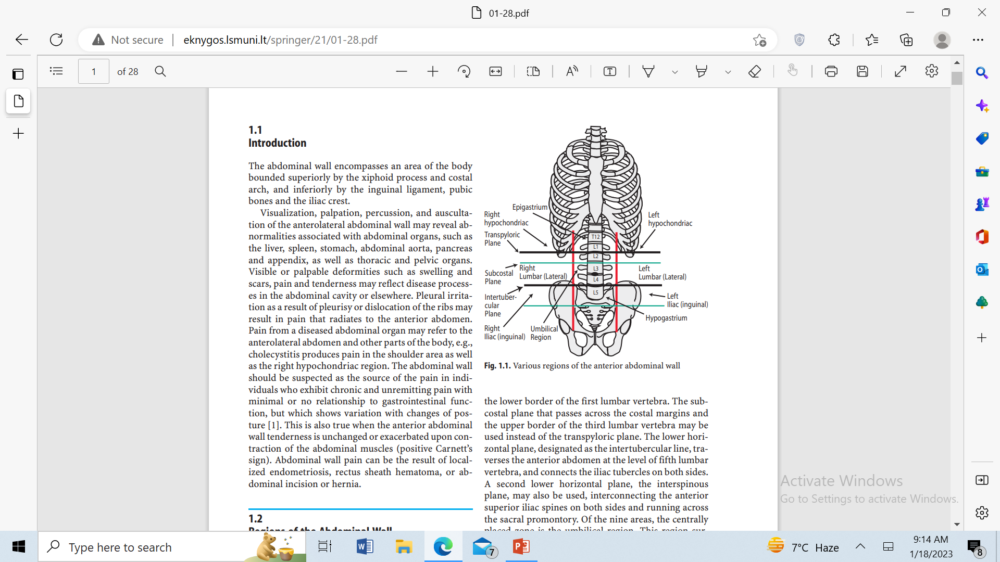 01-28.pdf
Not secure
eknygos.lsmuni.lt/springer/21/01-28.pdf
1
of 28
1.1
Introduction
The abdominal wall encompasses an area of the body
bounded superiorly by the xiphoid process and costal
arch, and inferiorly by the inguinal ligament, pubic
bones and the iliac crest.
Visualization, palpation, percussion, and ausculta-
tion of the anterolateral abdominal wall may reveal ab-
normalities associated with abdominal organs, such as
the liver, spleen, stomach, abdominal aorta, pancreas
and appendix, as well as thoracic and pelvic organs.
Visible or palpable deformities such as swelling and
scars, pain and tenderness may reflect disease process-
es in the abdominal cavity or elsewhere. Pleural irrita-
tion as a result of pleurisy or dislocation of the ribs may
result in pain that radiates to the anterior abdomen.
Pain from a diseased abdominal organ may refer to the
anterolateral abdomen and other parts of the body, e.g.,
cholecystitis produces pain in the shoulder area as well
as the right hypochondriac region. The abdominal wall
should be suspected as the source of the pain in indi-
viduals who exhibit chronic and unremitting pain with
minimal or no relationship to gastrointestinal func-
tion, but which shows variation with changes of pos-
ture [1]. This is also true when the anterior abdominal
wall tenderness is unchanged or exacerbated upon con-
traction of the abdominal muscles (positive Carnett's
sign). Abdominal wall pain can be the result of local-
ized endometriosis, rectus sheath hematoma, or ab-
dominal incision or hernia.
1.2
Regions of the Abdominal Wall
Epigastrium
Right
hypochondriac
Transpyloric
Plane
Left
hypochondriac
T12
L1
L2
L3
L4
L5
Subcostal
Plane
Right
Lumbar (Lateral)
Left
Lumbar (Lateral)
Intertuber-
cular
Plane
Left
Iliac (inguinal)
Hypogastrium
Right
Iliac (inguinal)
Umbilical
Region
Fig. 1.1. Various regions of the anterior abdominal wall
the lower border of the first lumbar vertebra. The sub-
costal plane that passes across the costal margins and
the upper border of the third lumbar vertebra may be
used instead of the transpyloric plane. The lower hori-
zontal plane, designated as the intertubercular line, tra-
verses the anterior abdomen at the level of fifth lumbar
vertebra, and connects the iliac tubercles on both sides.
A second lower horizontal plane, the interspinous
plane, may also be used, interconnecting the anterior
superior iliac spines on both sides and running across
the sacral promontory. Of the nine areas, the centrally
placed zone is the umbilical region. This region sur-
Activate Windows
Go to Settings to activate Windows.
Type here to search
7
7°C Haze
9:14 AM
1/18/2023
8